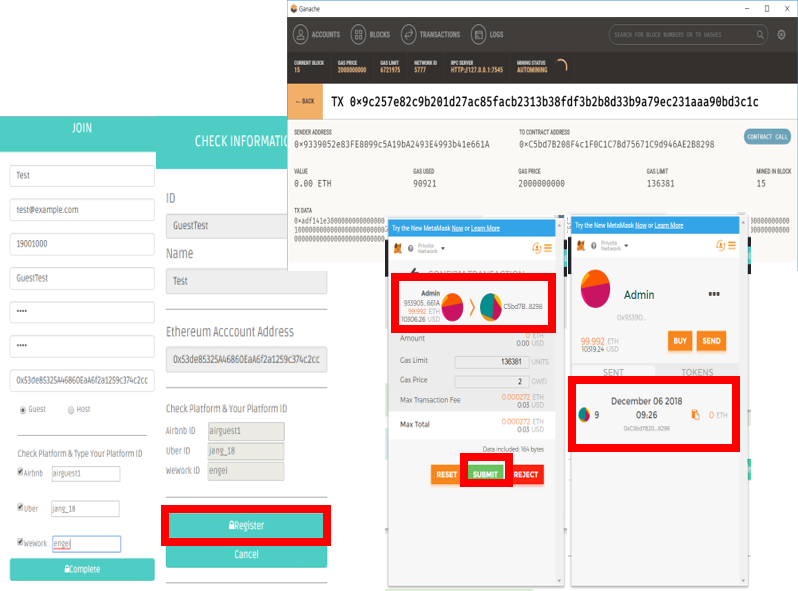 JOIN
Test
test@example.com
19001000
GuestTest
****
****
0x53de85325A46860EaA6f2a1259c374c2cc
Guest Host
Check Platform & Type Your Platform ID
Airbnb airguest1
Uber jang_18
WeWork engei
Complete
CHECK INFORMATIO
ID
GuestTest
Name
Test
Ethereum Acccount Address
0x53de85325A46860EaA6f2a1259c374c2cc
Check Platform & Your Platform ID
Airbnb ID airguest1
Uber ID jang_18
WeWork ID engei
Register
Cancel
Ganache
ACCOUNTS BLOCKS TRANSACTIONS LOGS
SEARCH FOR BLOCK NUMBERS OR TX HASHES
CURRENT BLOCK
15
GAS PRICE
2000000000
GAS LIMIT
6721975
NETWORK ID
5777
RPC SERVER
HTTP://127.0.0.1:7545
MINING STATUS
AUTOMINING
← BACK
TX 0×9c257e82c9b201d27ac85facb2313b38fdf3b2b8d33b9a79ec231aaa90bd3c1c
SENDER ADDRESS
0×9339052e83FE8099c5A19bA2493E4993b41e661A
TO CONTRACT ADDRESS
0×C5bd7B208F4c1F0C1C7Bd75671C9d946AE2B8298
CONTRACT CALL
VALUE
0.00 ETH
GAS USED
90921
GAS PRICE
2000000000
GAS LIMIT
136381
MINED IN BLOCK
15
TX DATA
Try the New MetaMask Now or Learn More
Private
Network
CONFIRM TRANSACTION
Admin
933905...661A
99.992 ETH
10306.26 USD
C5bd7B...8298
Amount
0 ETH
0.00 USD
Gas Limit 136381 UNITS
Gas Price 2 GWEI
Max Transaction Fee
0.000272 ETH
0.03 USD
Max Total
0.000272 ETH
0.03 USD
Data included: 164 bytes
RESET SUBMIT REJECT
Try the New MetaMask Now or Learn More
Private
Network
Admin
0x93390...
99.992 ETH
10319.24 USD
BUY SEND
SENT TOKENS
December 06 2018
9 09:26 0 ETH
0xC5bd7B20...8298